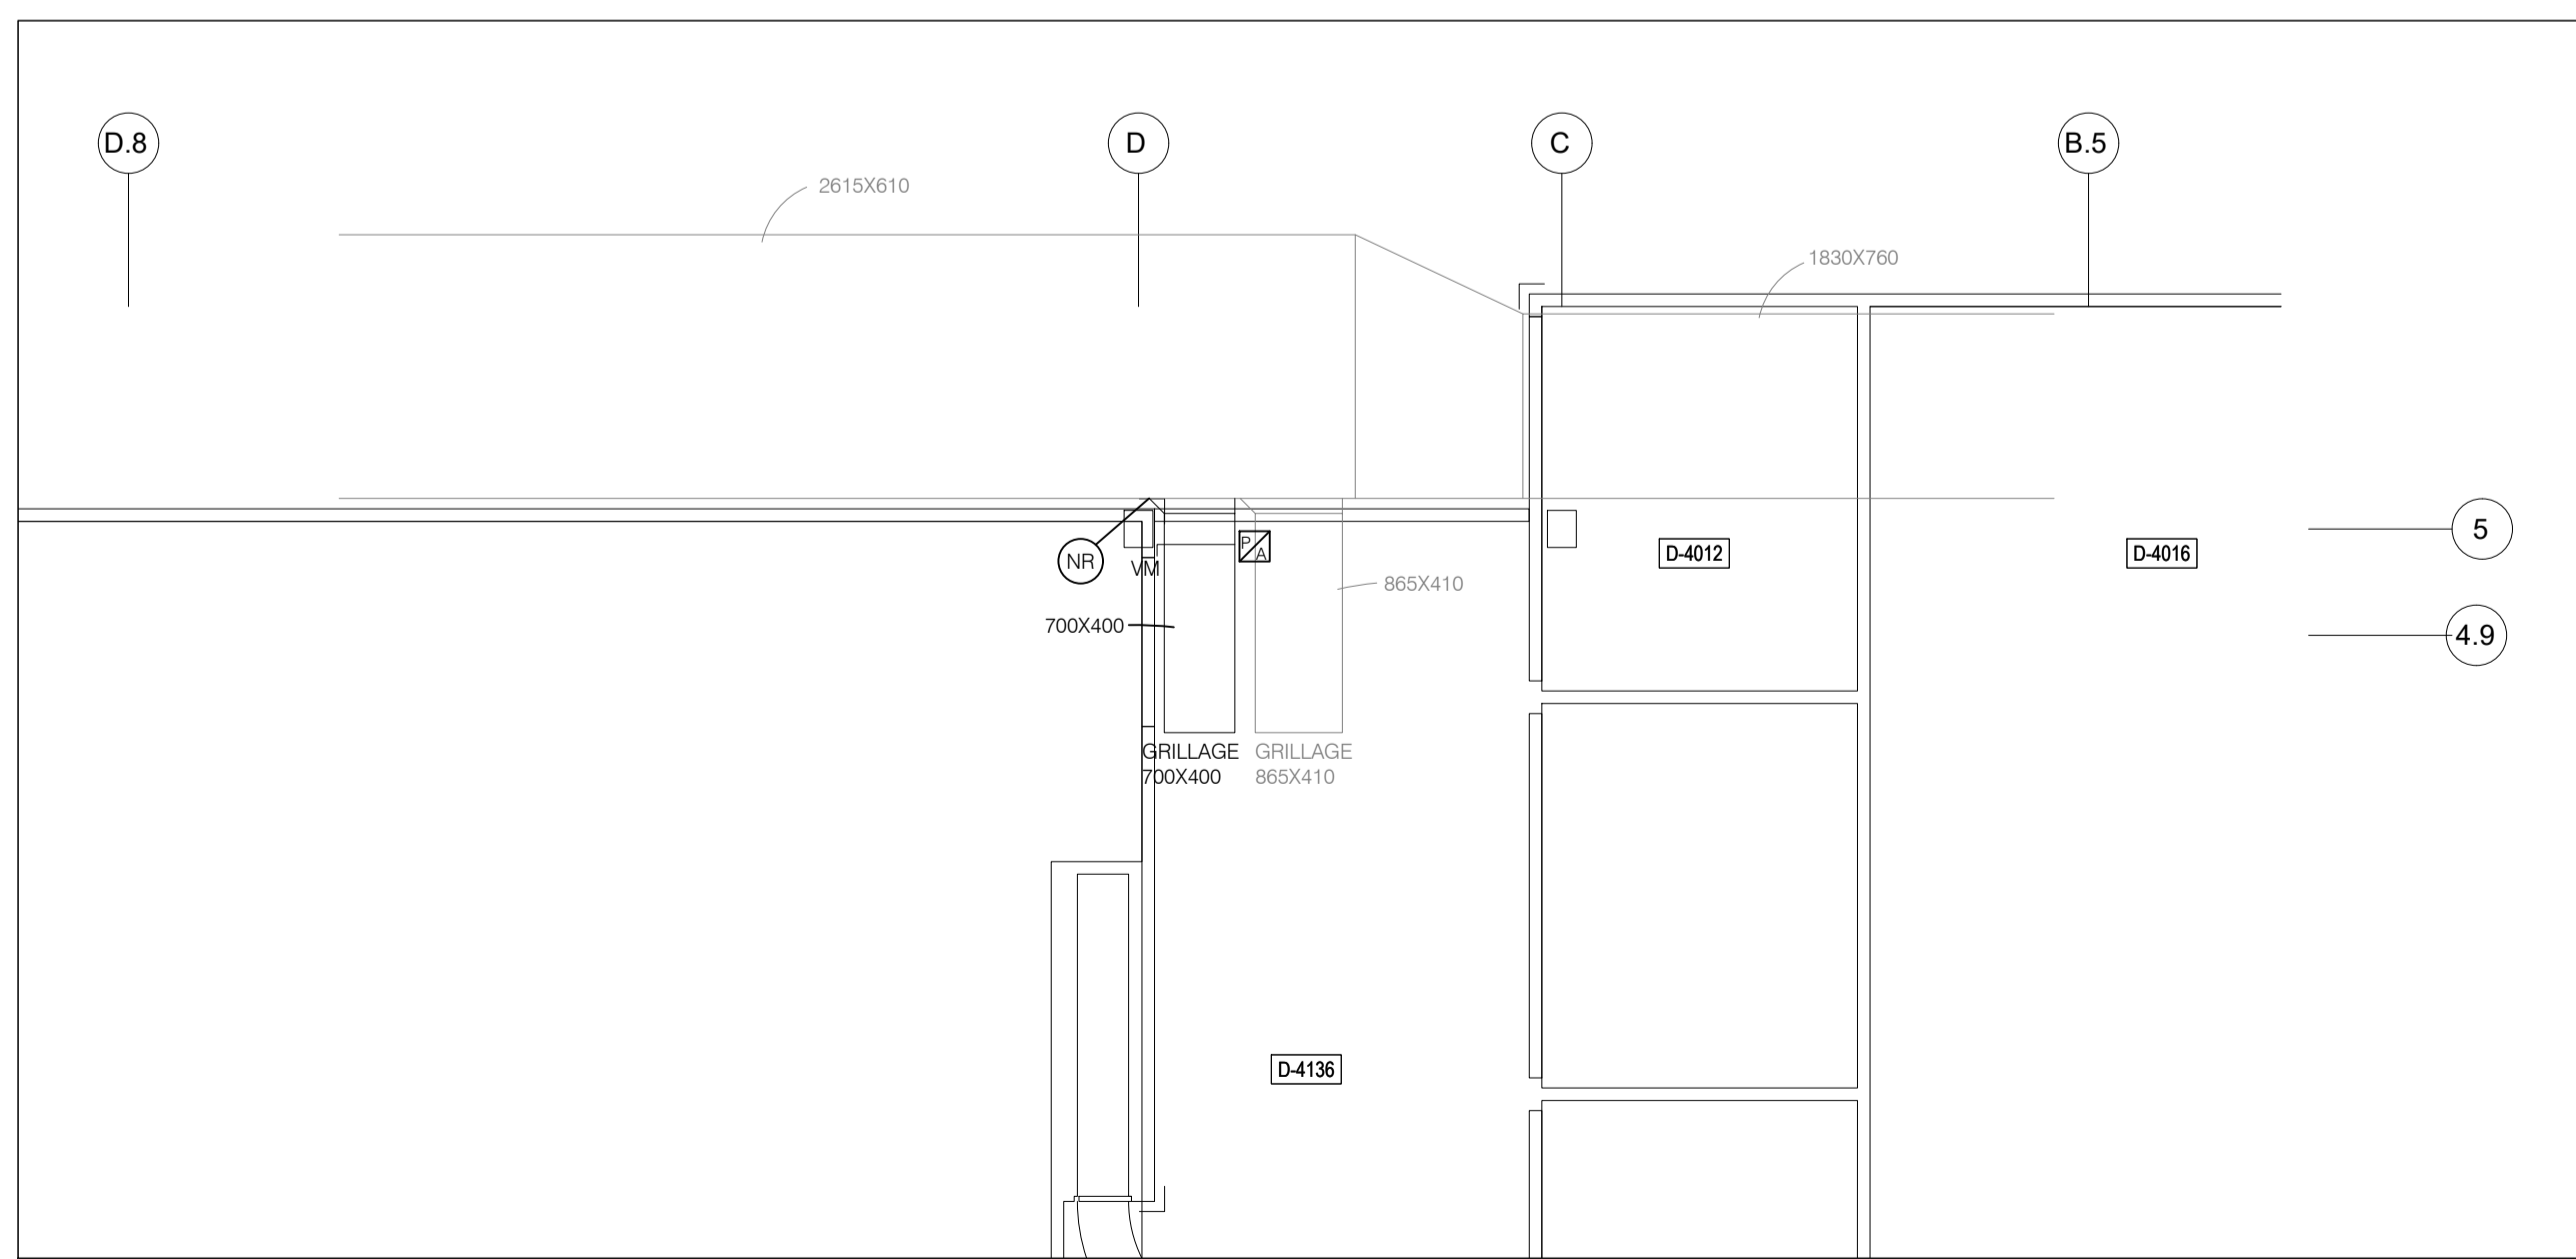 D.8
D
C
B.5
2615X610
1830X760
5
D-4012
D-4016
P
A
NR
VM
865X410
700X400
4.9
GRILLAGE
700X400
GRILLAGE
865X410
D-4136